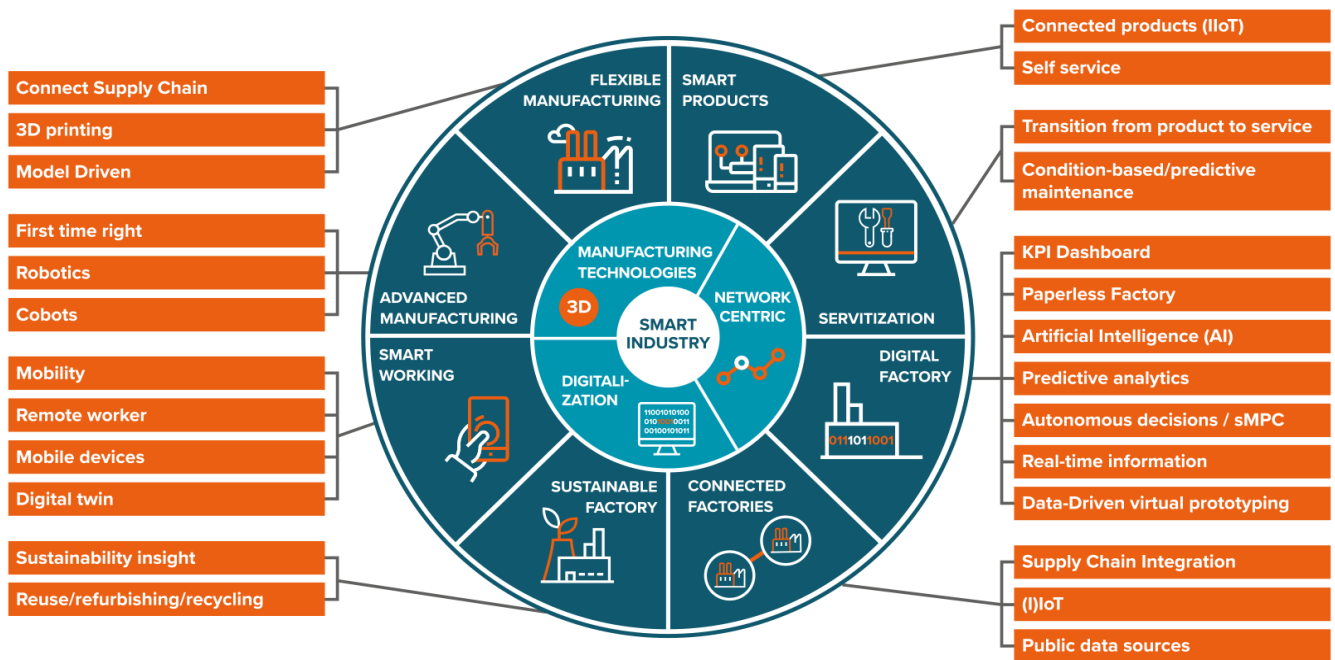 Connect Supply Chain
3D printing
Model Driven
First time right
Robotics
Cobots
Mobility
Remote worker
Mobile devices
Digital twin
Sustainability insight
Reuse/refurbishing/recycling
FLEXIBLE
MANUFACTURING
SMART
PRODUCTS
ADVANCED
MANUFACTURING
SERVITIZATION
SMART
WORKING
DIGITAL
FACTORY
0111011001
SUSTAINABLE
FACTORY
CONNECTED
FACTORIES
MANUFACTURING
TECHNOLOGIES
3D
NETWORK
CENTRIC
SMART
INDUSTRY
DIGITALI-
ZATION
11001010100
01010010011
00100101011
Connected products (IIoT)
Self service
Transition from product to service
Condition-based/predictive
maintenance
KPI Dashboard
Paperless Factory
Artificial Intelligence (AI)
Predictive analytics
Autonomous decisions / sMPC
Real-time information
Data-Driven virtual prototyping
Supply Chain Integration
(I)IoT
Public data sources